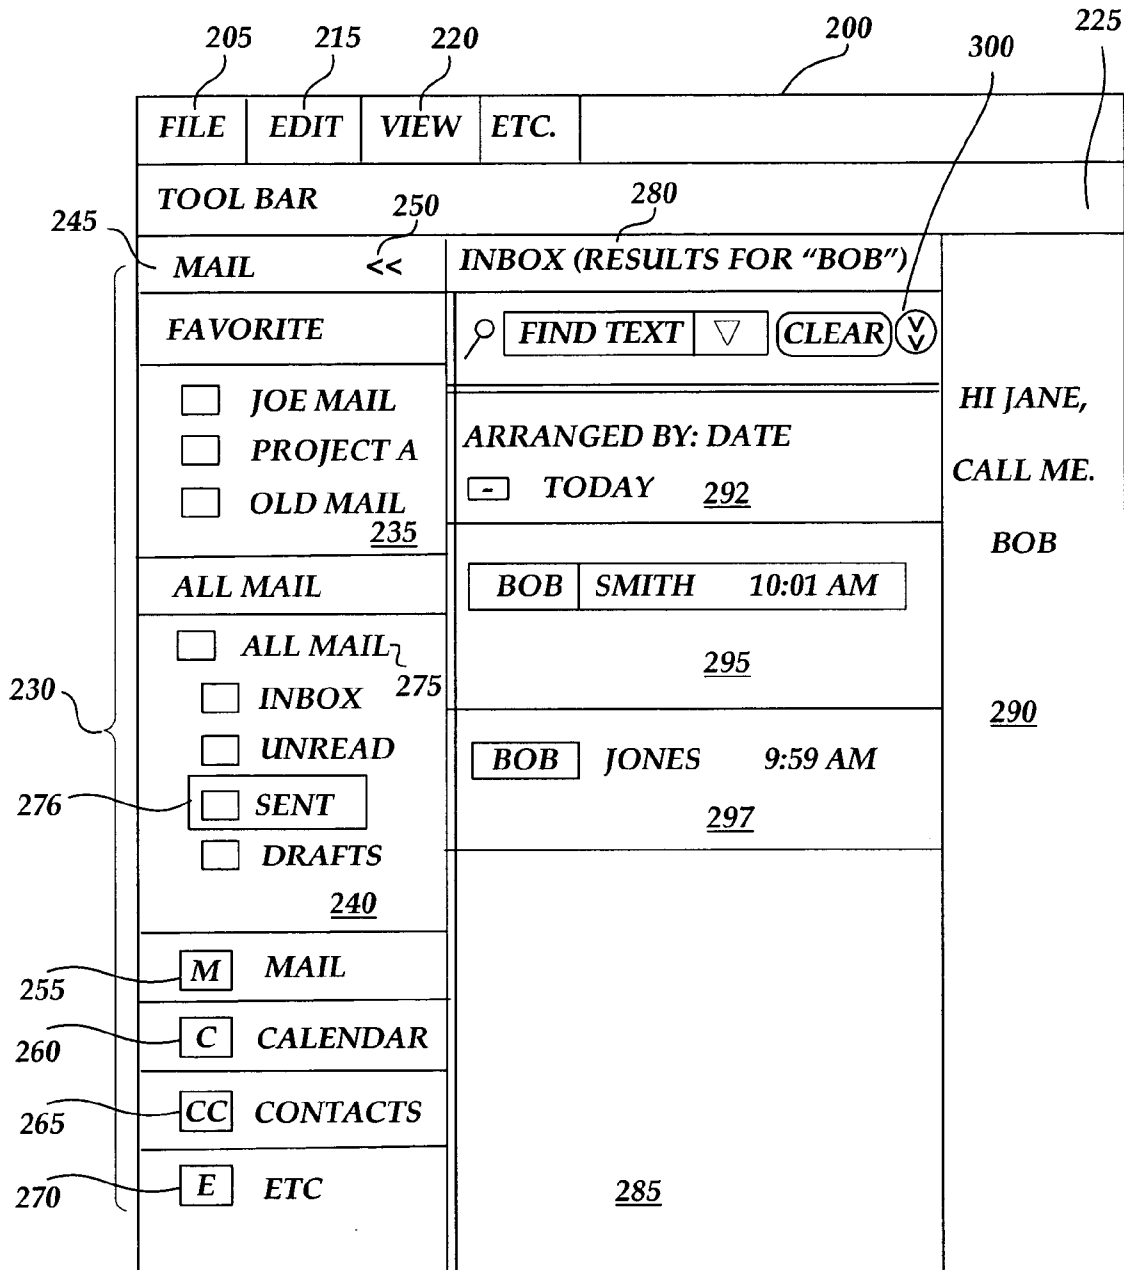 205 215 220 200 300 225
FILE EDIT VIEW ETC.
TOOL BAR
245 250 280
MAIL << INBOX (RESULTS FOR “BOB”)
FAVORITE
FIND TEXT CLEAR
JOE MAIL
PROJECT A
OLD MAIL
235
ARRANGED BY: DATE
- TODAY 292
HI JANE,
CALL ME.
BOB
ALL MAIL
BOB SMITH 10:01 AM
295
ALL MAIL
275
230
INBOX
UNREAD
276
SENT
DRAFTS
240
BOB JONES 9:59 AM
297
290
255 M MAIL
260 C CALENDAR
265 CC CONTACTS
270 E ETC
285